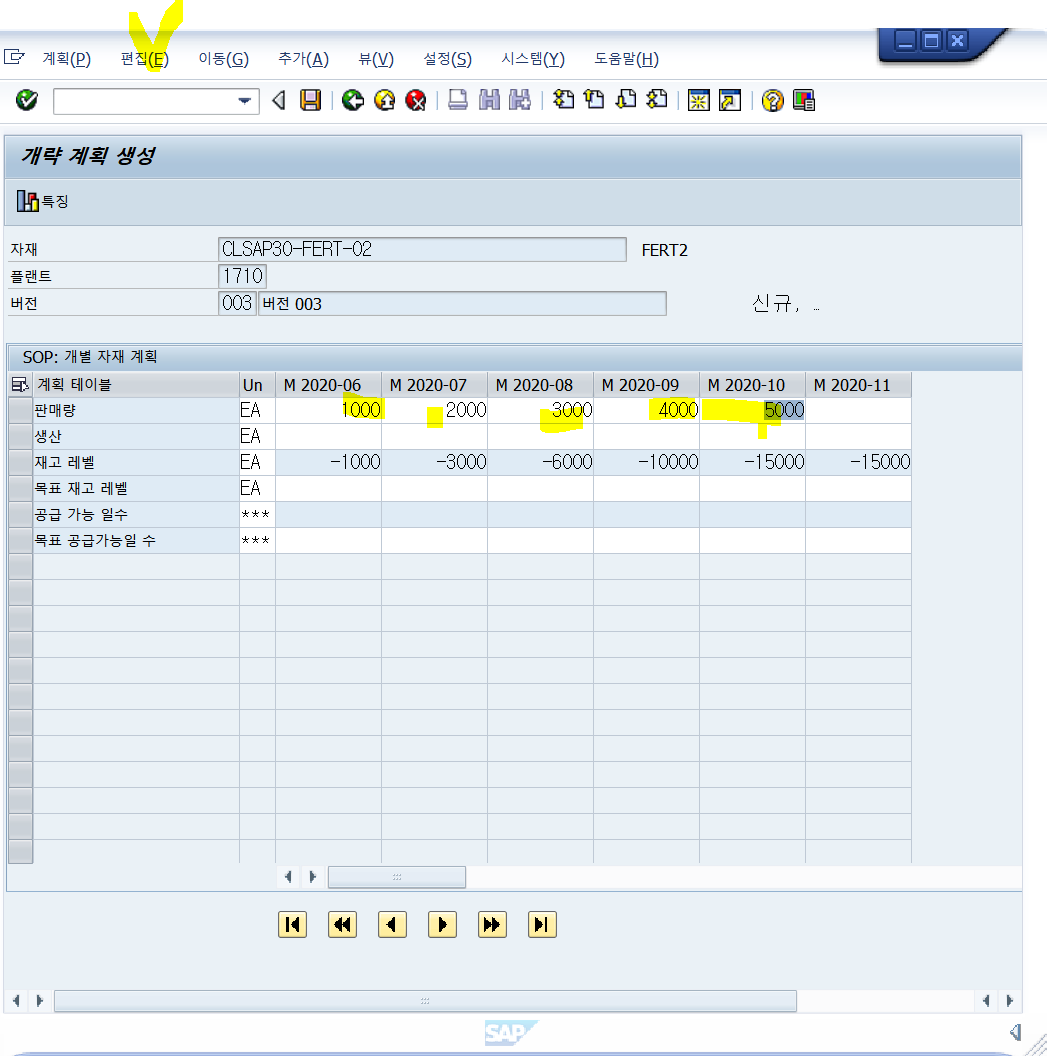 계획(P) 편집(E) 이동(G) 추가(A) 뷰(V) 설정(S) 시스템(Y) 도움말(H)
개략 계획 생성
특징
자재 CLSAP30-FERT-02 FERT2
플랜트 1710
버전 003 버전 003 신규, …
SOP: 개별 자재 계획
계획 테이블 Un M 2020-06 M 2020-07 M 2020-08 M 2020-09 M 2020-10 M 2020-11
판매량 EA 1000 2000 3000 4000 5000
생산 EA
재고 레벨 EA -1000 -3000 -6000 -10000 -15000 -15000
목표 재고 레벨 EA
공급 가능 일수 ***
목표 공급가능일 수 ***
SAP